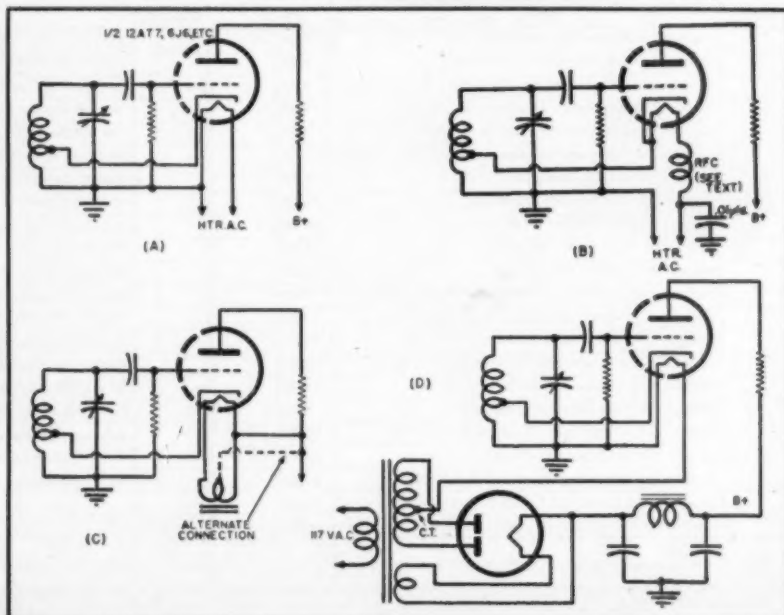 1/2 12AT7, 6J6, ETC.
HTR. A.C.
B+
(A)
RFC
(SEE
TEXT)
.01μfd
B+
HTR.
A.C.
(B)
ALTERNATE
CONNECTION
(C)
(D)
117 V.A.C.
C.T.
B+